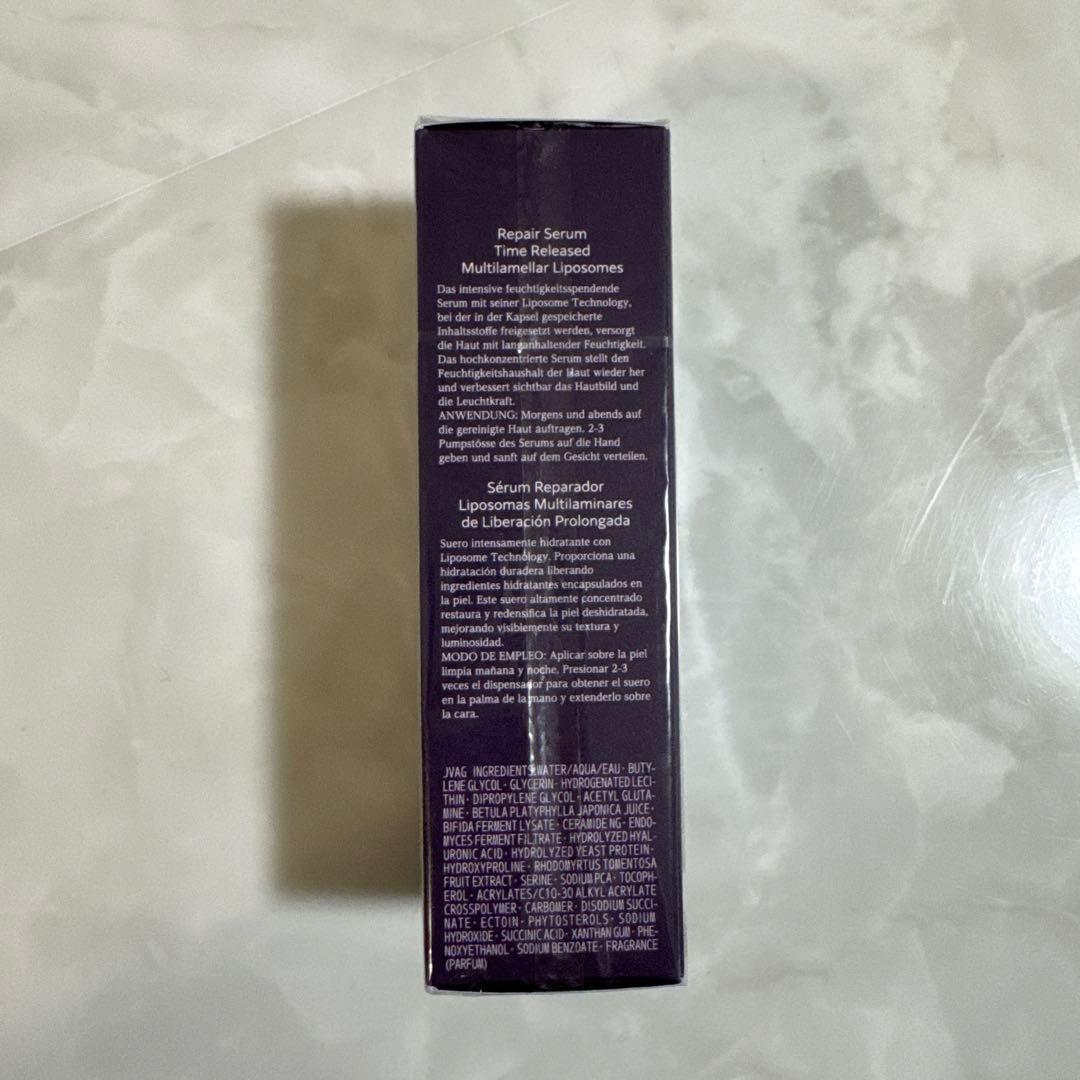 Repair Serum
Time Released
Multilamellar Liposomes
Das intensive feuchtigkeitsspendende
Serum mit seiner Liposome Technology,
bei der in der Kapsel gespeicherte
Inhaltsstoffe freigesetzt werden, versorgt
die Haut mit langanhaltender Feuchtigkeit.
Das hochkonzentrierte Serum stellt den
Feuchtigkeitshaushalt der Haut wieder her
und verbessert sichtbar das Hautbild und
die Leuchtkraft.
ANWENDUNG: Morgens und abends auf
die gereinigte Haut auftragen. 2-3
Pumpstösse des Serums auf die Hand
geben und sanft auf dem Gesicht verteilen.
Sérum Reparador
Liposomas Multilaminares
de Liberación Prolongada
Suero intensamente hidratante con
Liposome Technology. Proporciona una
hidratación duradera liberando
ingredientes hidratantes encapsulados en
la piel. Este suero altamente concentrado
restaura y redensifica la piel deshidratada,
mejorando visiblemente su textura y
luminosidad.
MODO DE EMPLEO: Aplicar sobre la piel
limpia mañana y noche. Presionar 2-3
veces el dispensador para obtener el suero
en la palma de la mano y extenderlo sobre
la cara.
JVAG INGREDIENTS:WATER/AQUA/EAU · BUTY-
LENE GLYCOL · GLYCERIN · HYDROGENATED LECI-
THIN · DIPROPYLENE GLYCOL · ACETYL GLUTA-
MINE · BETULA PLATYPHYLLA JAPONICA JUICE ·
BIFIDA FERMENT LYSATE · CERAMIDE NG · ENDO-
MYCES FERMENT FILTRATE · HYDROLYZED HYAL-
URONIC ACID · HYDROLYZED YEAST PROTEIN ·
HYDROXYPROLINE · RHODOMYRTUS TOMENTOSA
FRUIT EXTRACT · SERINE · SODIUM PCA · TOCOPH-
EROL · ACRYLATES/C10-30 ALKYL ACRYLATE
CROSSPOLYMER · CARBOMER · DISODIUM SUCCI-
NATE · ECTOIN · PHYTOSTEROLS · SODIUM
HYDROXIDE · SUCCINIC ACID · XANTHAN GUM · PHE-
NOXYETHANOL · SODIUM BENZOATE · FRAGRANCE
(PARFUM)